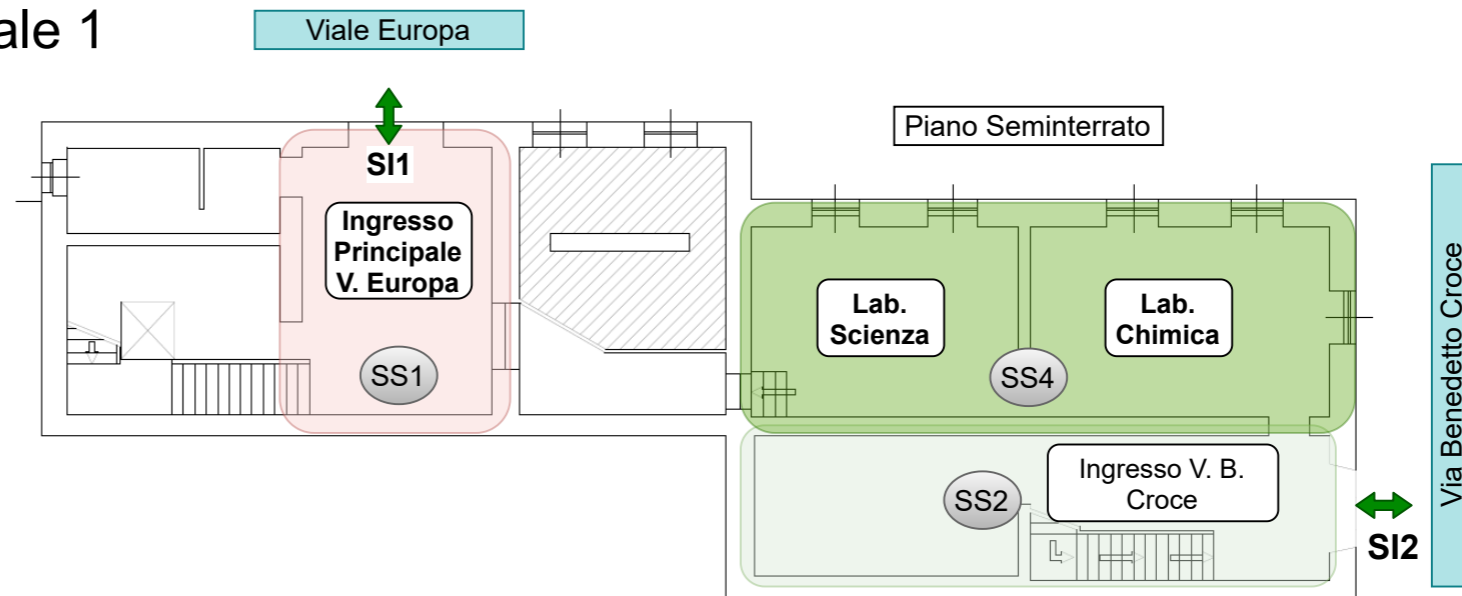 ale 1
Viale Europa
Piano Seminterrato
SI1
Ingresso
Principale
V. Europa
SS1
Lab.
Scienza
Lab.
Chimica
SS4
Ingresso V. B.
Croce
SS2
SI2
Via Benedetto Croce